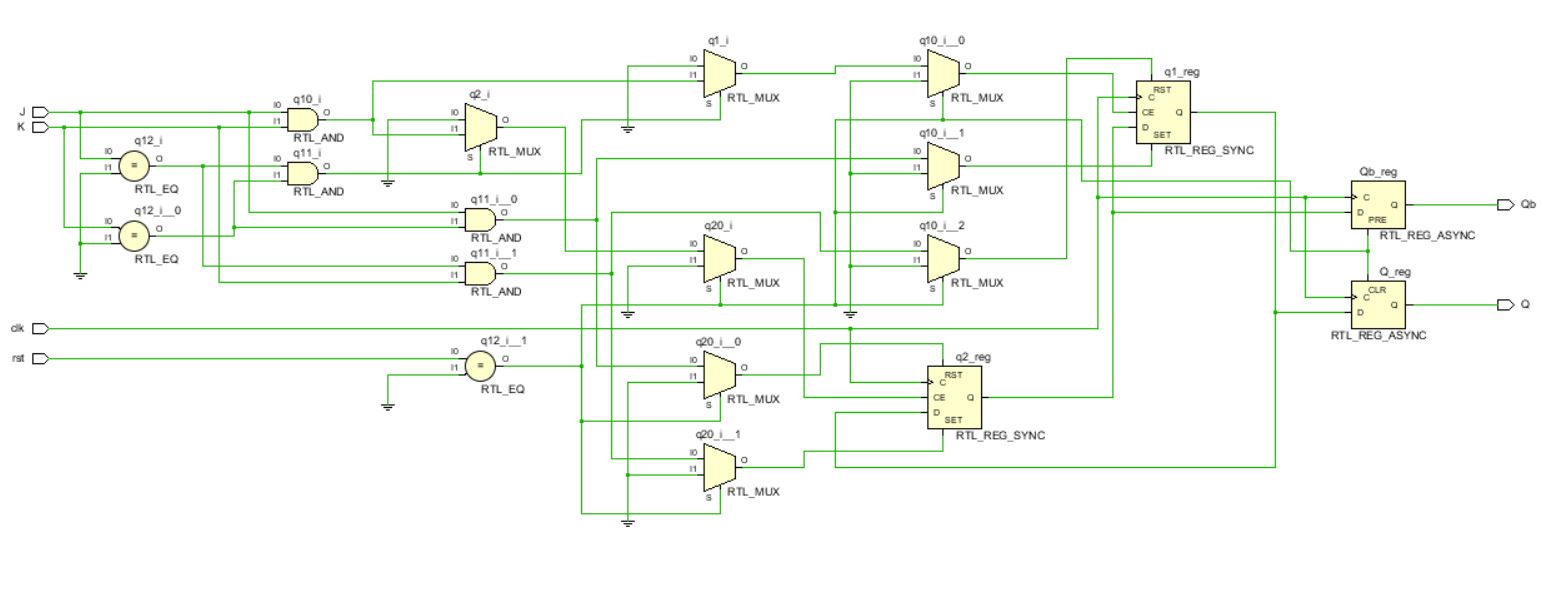 J
K
clk
rst
q12_i
I0
I1
O
=
RTL_EQ
q12_i__0
I0
I1
O
=
RTL_EQ
q10_i
I0
I1
O
RTL_AND
q11_i
I0
I1
O
RTL_AND
q2_i
I0
I1
O
S
RTL_MUX
q11_i__0
I0
I1
O
RTL_AND
q11_i__1
I0
I1
O
RTL_AND
q12_i__1
I0
I1
O
=
RTL_EQ
q1_i
I0
I1
O
S
RTL_MUX
q20_i
I0
I1
O
S
RTL_MUX
q20_i__0
I0
I1
O
S
RTL_MUX
q20_i__1
I0
I1
O
S
RTL_MUX
q10_i__0
I0
I1
O
S
RTL_MUX
q10_i__1
I0
I1
O
S
RTL_MUX
q10_i__2
I0
I1
O
S
RTL_MUX
q2_reg
RST
C
CE
Q
D
SET
RTL_REG_SYNC
q1_reg
RST
C
CE
Q
D
SET
RTL_REG_SYNC
Qb_reg
C
Q
D
PRE
RTL_REG_ASYNC
Q_reg
CLR
C
Q
D
RTL_REG_ASYNC
Qb
Q